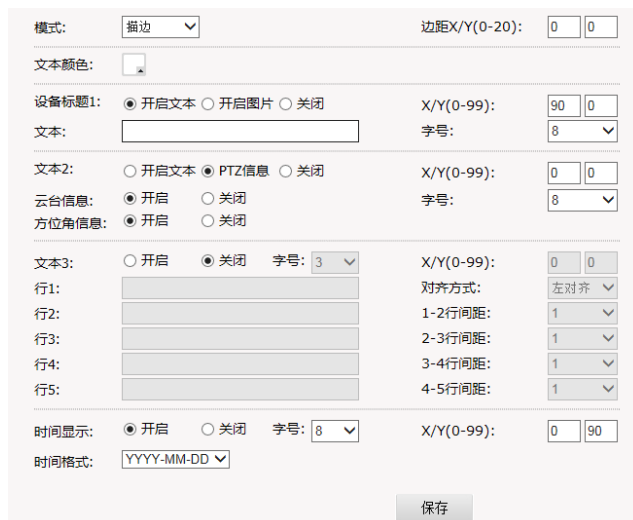 模式: 描边 边距X/Y(0-20): 0 0
文本颜色:
设备标题1: 开启文本 开启图片 关闭 X/Y(0-99): 90 0
文本: 字号: 8
文本2: 开启文本 PTZ信息 关闭 X/Y(0-99): 0 0
云台信息: 开启 关闭 字号: 8
方位角信息: 开启 关闭
文本3: 开启 关闭 字号: 3 X/Y(0-99): 0 0
行1: 对齐方式: 左对齐
行2: 1-2行间距: 1
行3: 2-3行间距: 1
行4: 3-4行间距: 1
行5: 4-5行间距: 1
时间显示: 开启 关闭 字号: 8 X/Y(0-99): 0 90
时间格式: YYYY-MM-DD
保存